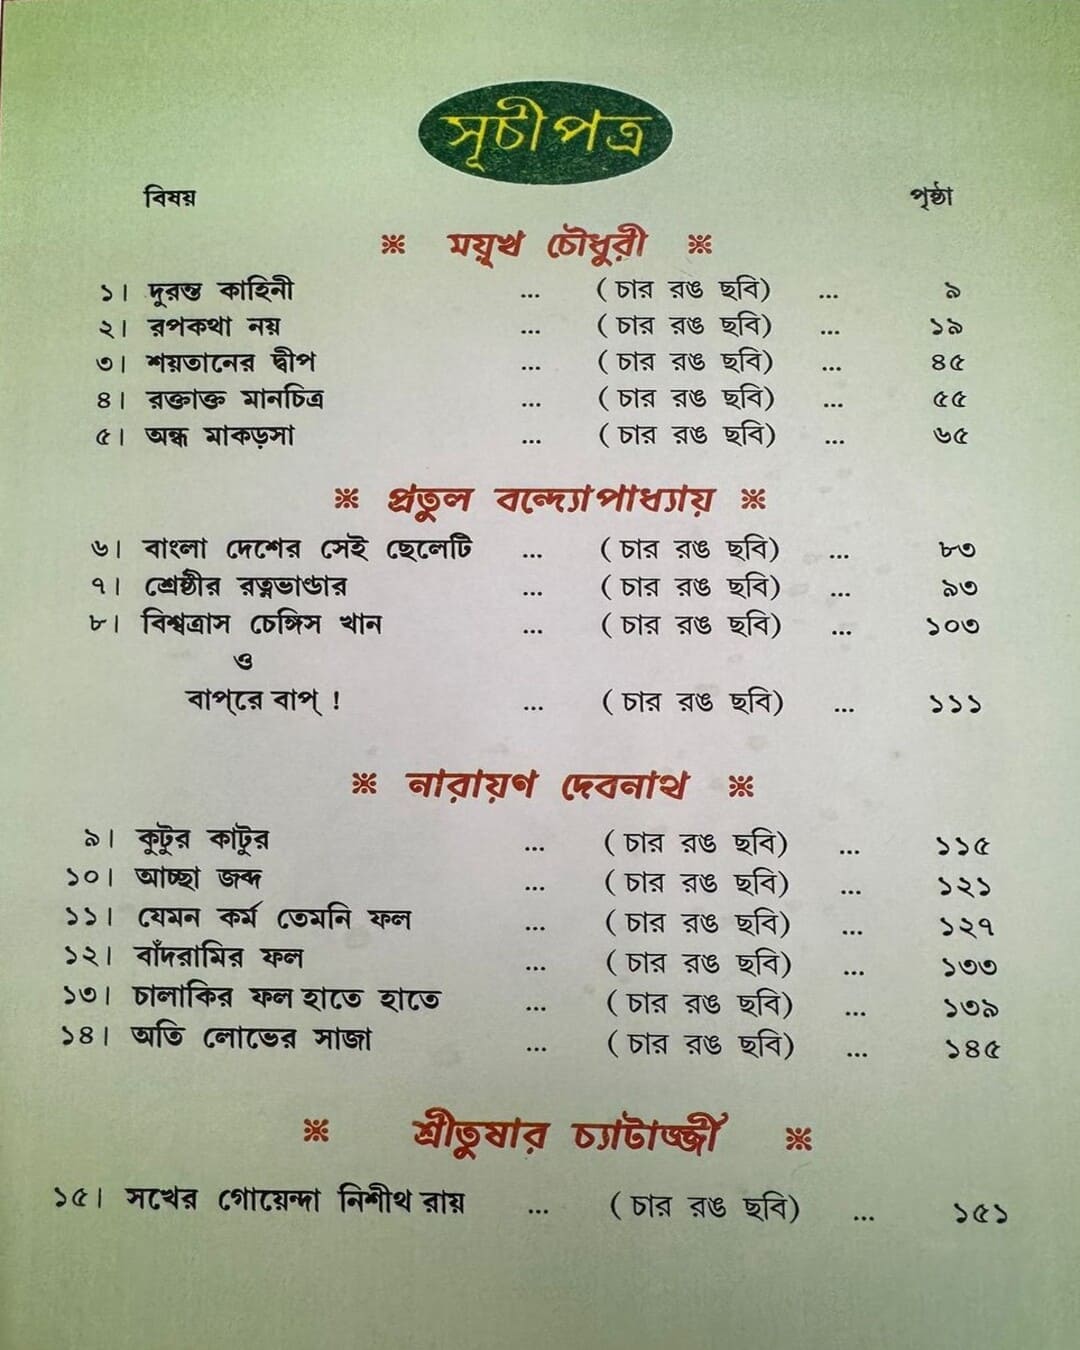 সূচীপত্র
বিষয় পৃষ্ঠা
※ ময়ূখ চৌধুরী ※
১। দুরন্ত কাহিনী ... (চার রঙ ছবি) ... ৯
২। রূপকথা নয় ... (চার রঙ ছবি) ... ১৯
৩। শয়তানের দ্বীপ ... (চার রঙ ছবি) ... ৪৫
৪। রক্তাক্ত মানচিত্র ... (চার রঙ ছবি) ... ৫৫
৫। অন্ধ মাকড়সা ... (চার রঙ ছবি) ... ৬৫
※ প্রতুল বন্দ্যোপাধ্যায় ※
৬। বাংলা দেশের সেই ছেলেটি ... (চার রঙ ছবি) ... ৮৩
৭। শ্রেষ্ঠীর রত্নভাণ্ডার ... (চার রঙ ছবি) ... ৯৩
৮। বিশ্বত্রাস চেঙ্গিস খান ... (চার রঙ ছবি) ... ১০৩
ও
বাপ্‌রে বাপ্ ! ... (চার রঙ ছবি) ... ১১১
※ নারায়ণ দেবনাথ ※
৯। কুটুর কাটুর ... (চার রঙ ছবি) ... ১১৫
১০। আচ্ছা জব্দ ... (চার রঙ ছবি) ... ১২১
১১। যেমন কর্ম তেমনি ফল ... (চার রঙ ছবি) ... ১২৭
১২। বাঁদরামির ফল ... (চার রঙ ছবি) ... ১৩৩
১৩। চালাকির ফল হাতে হাতে ... (চার রঙ ছবি) ... ১৩৯
১৪। অতি লোভের সাজা ... (চার রঙ ছবি) ... ১৪৫
※ শ্রীতুষার চ্যাটার্জ্জী ※
১৫। সখের গোয়েন্দা নিশীথ রায় ... (চার রঙ ছবি) ... ১৫১